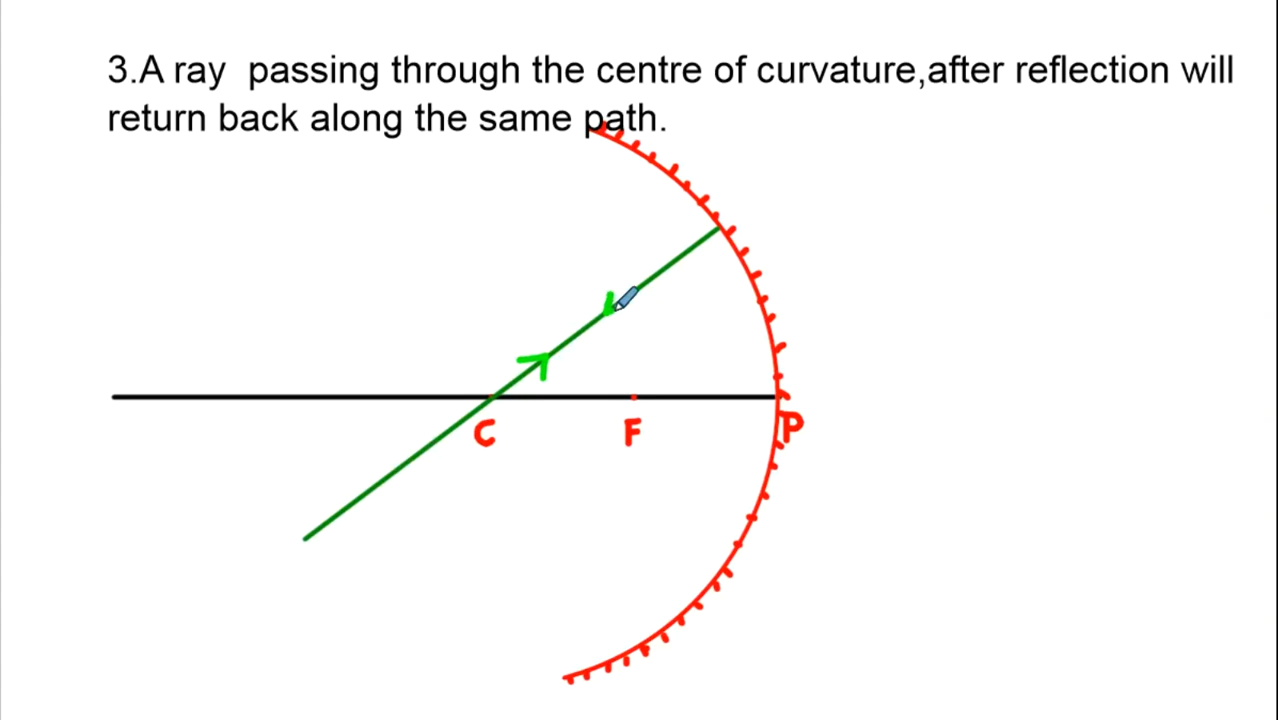 3.A ray passing through the centre of curvature,after reflection will
return back along the same path.
C F P